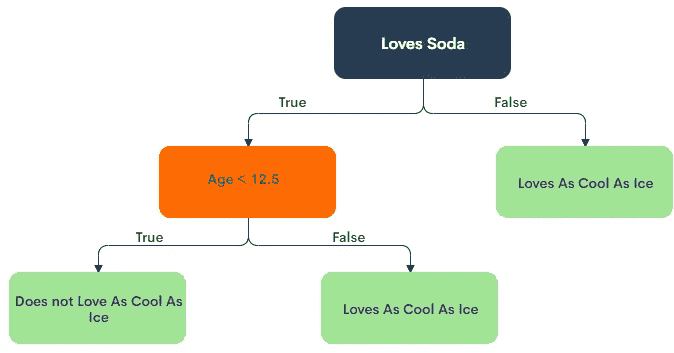 Loves Soda
True
False
Age < 12.5
Loves As Cool As Ice
True
False
Does not Love As Cool As
Ice
Loves As Cool As Ice